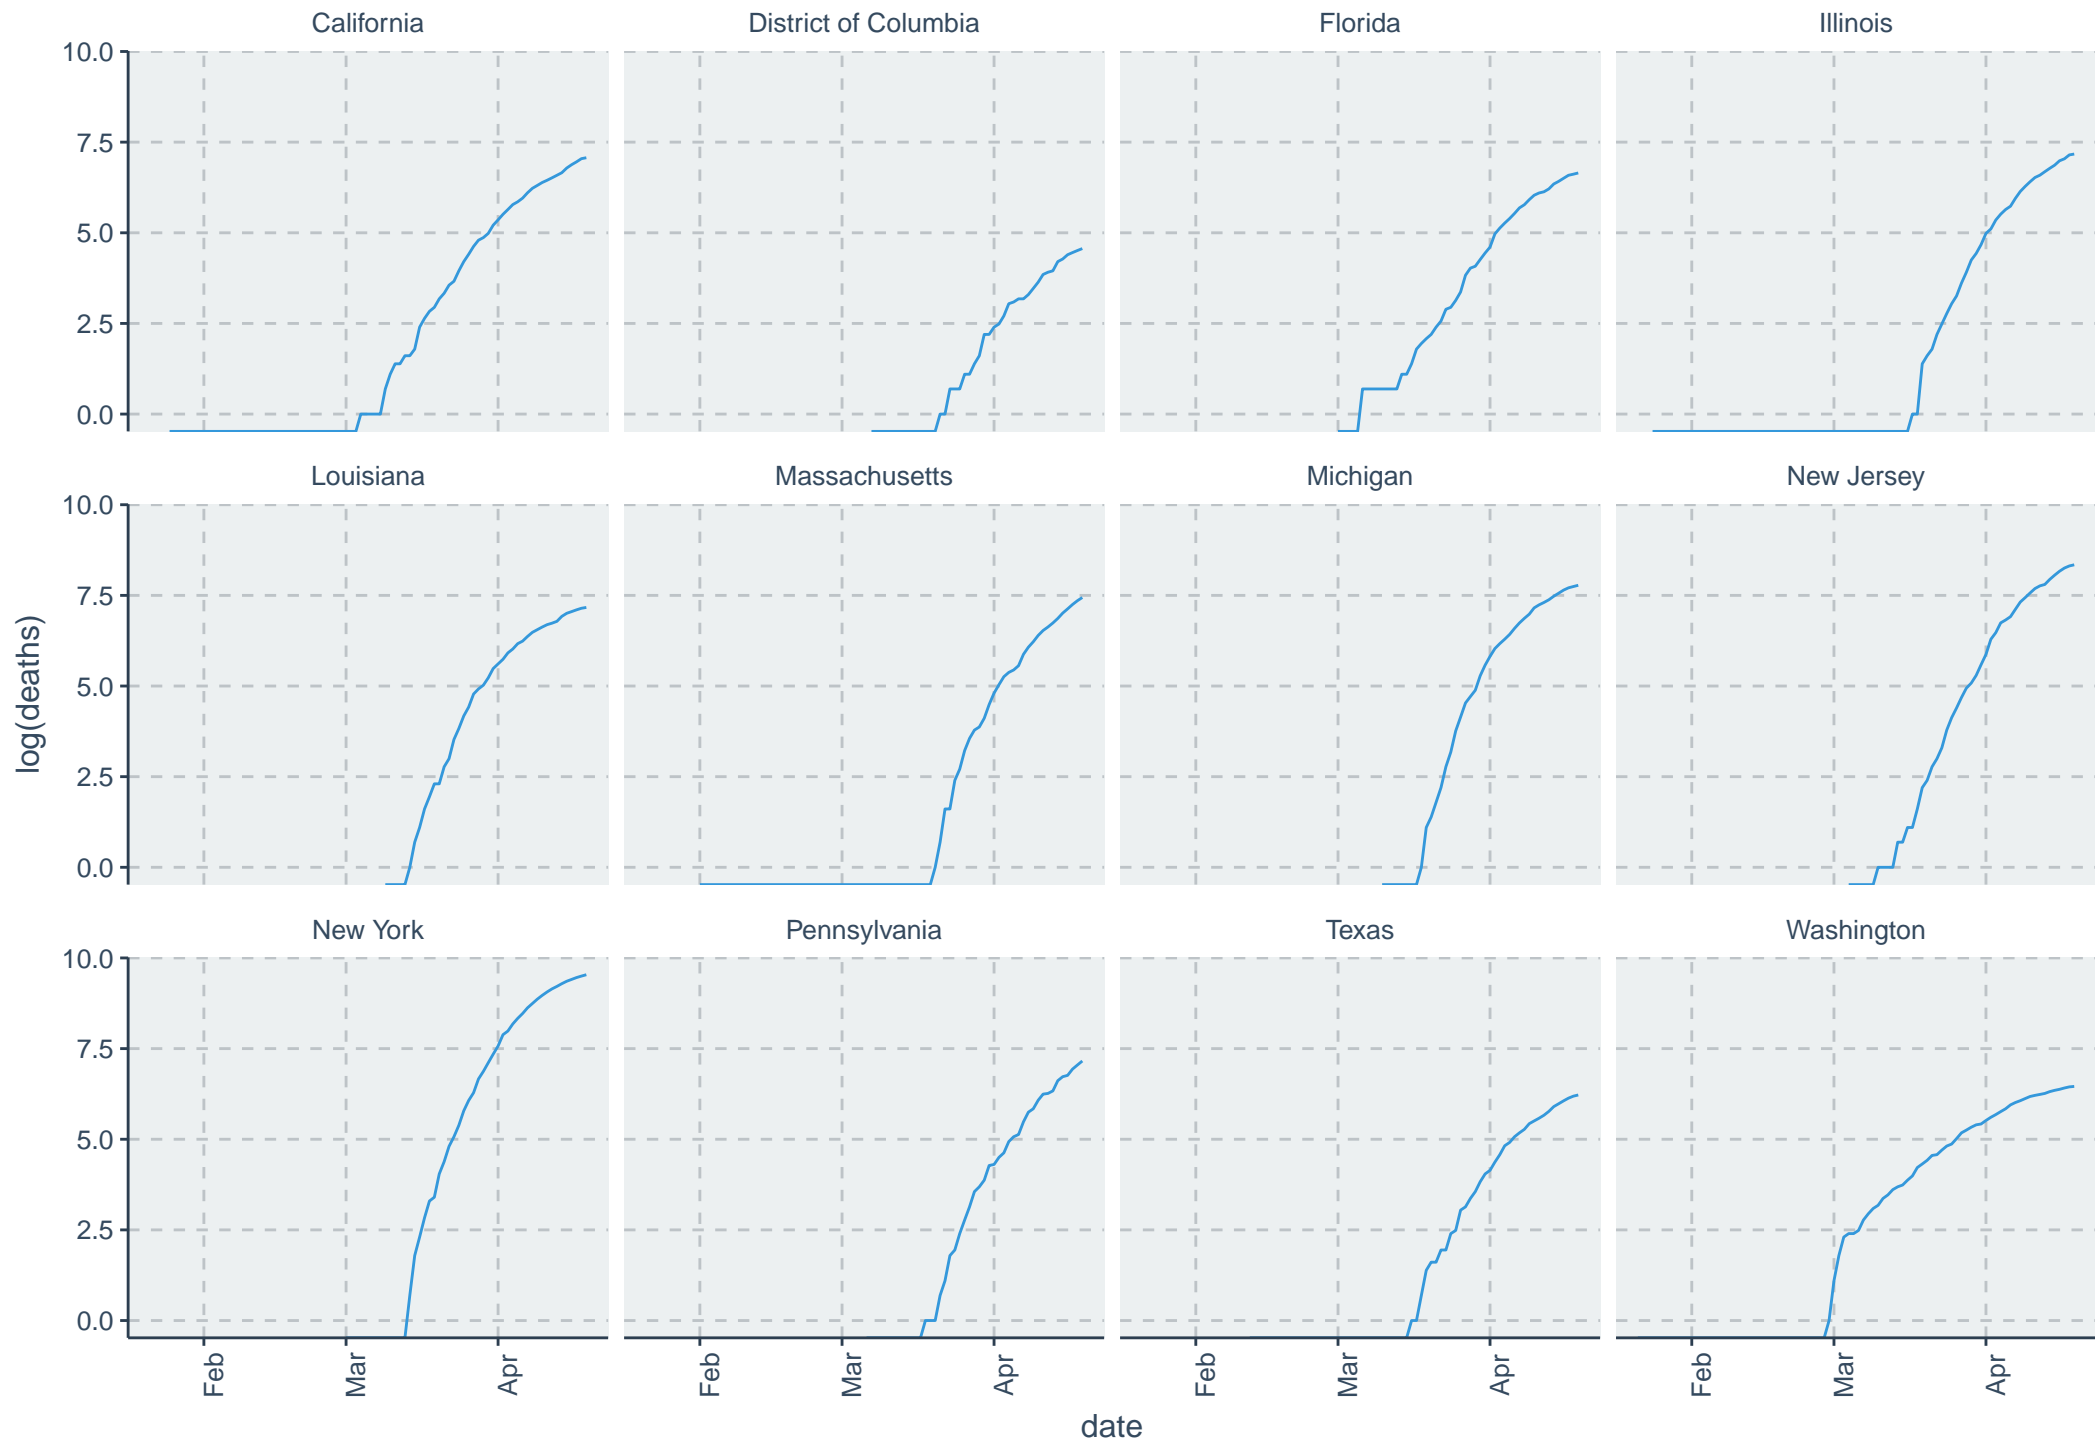 California District of Columbia Florida Illinois
10.0
7.5
5.0
2.5
0.0
Louisiana Massachusetts Michigan New Jersey
10.0
7.5
5.0
2.5
0.0
log(deaths)
New York Pennsylvania Texas Washington
10.0
7.5
5.0
2.5
0.0
Feb Mar Apr Feb Mar Apr Feb Mar Apr Feb Mar Apr
date